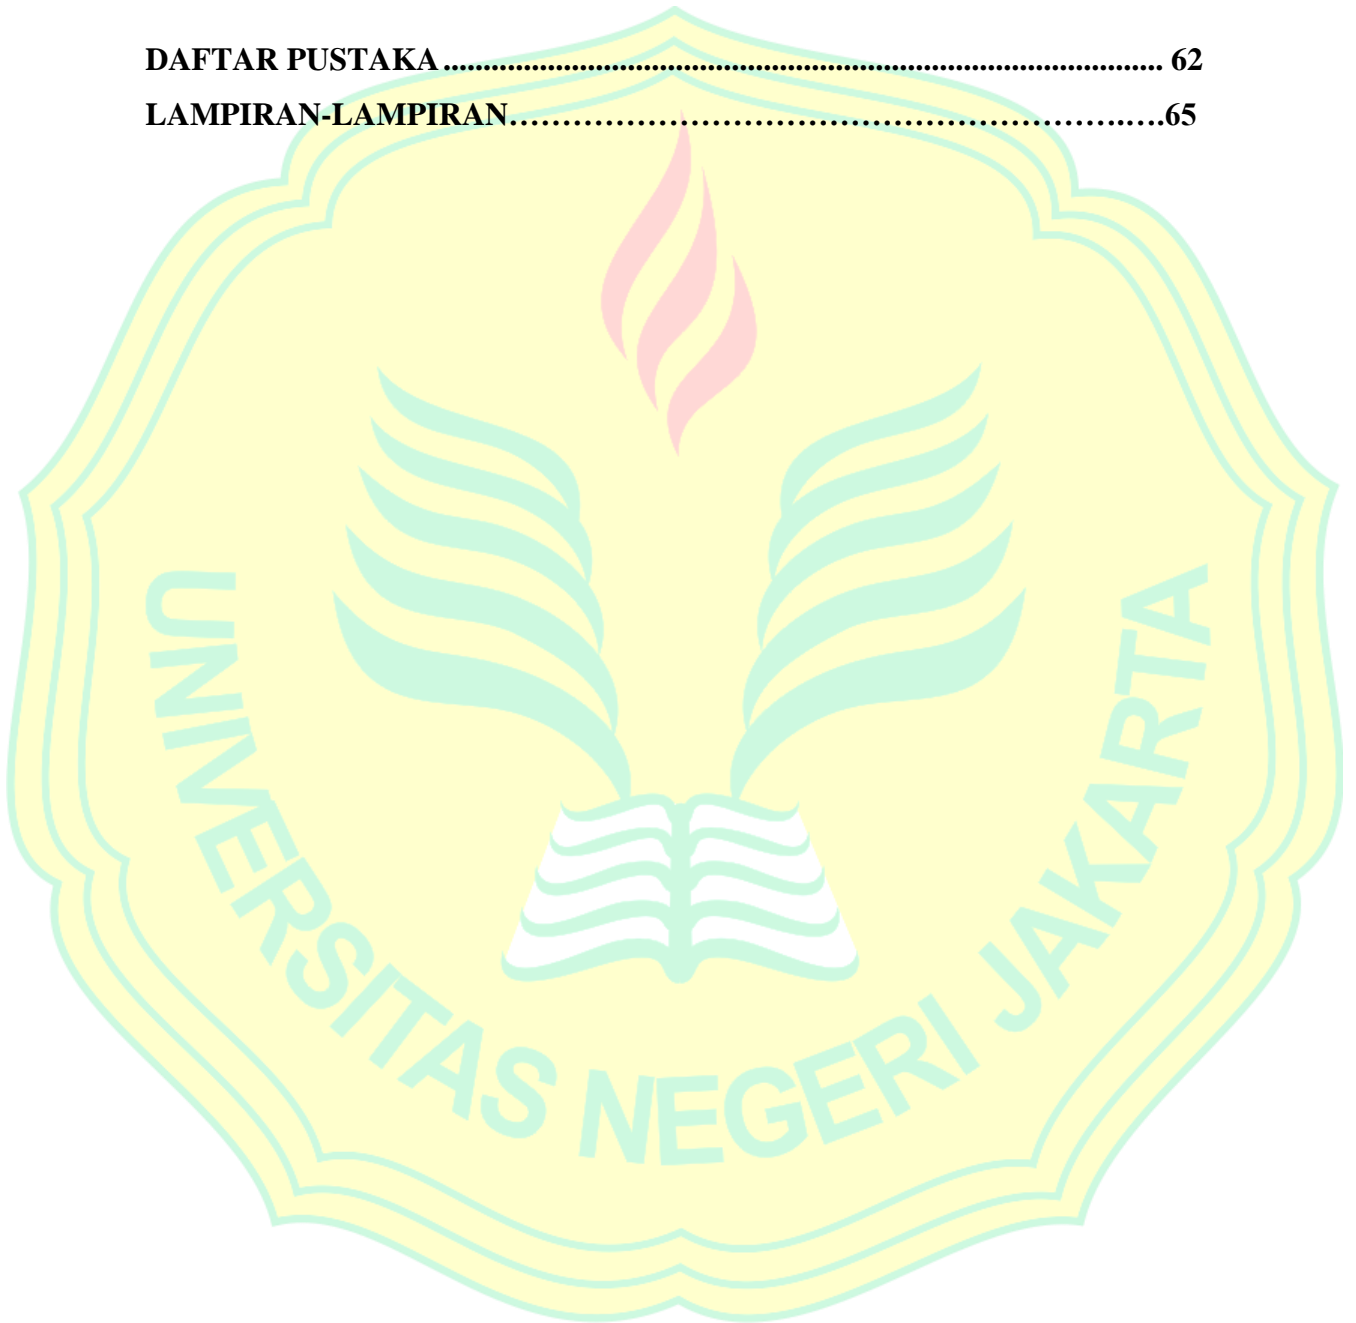 DAFTAR PUSTAKA.......................................................................................... 62
LAMPIRAN-LAMPIRAN…………………………………………………….….65
UNIVERSITAS NEGERI JAKARTA